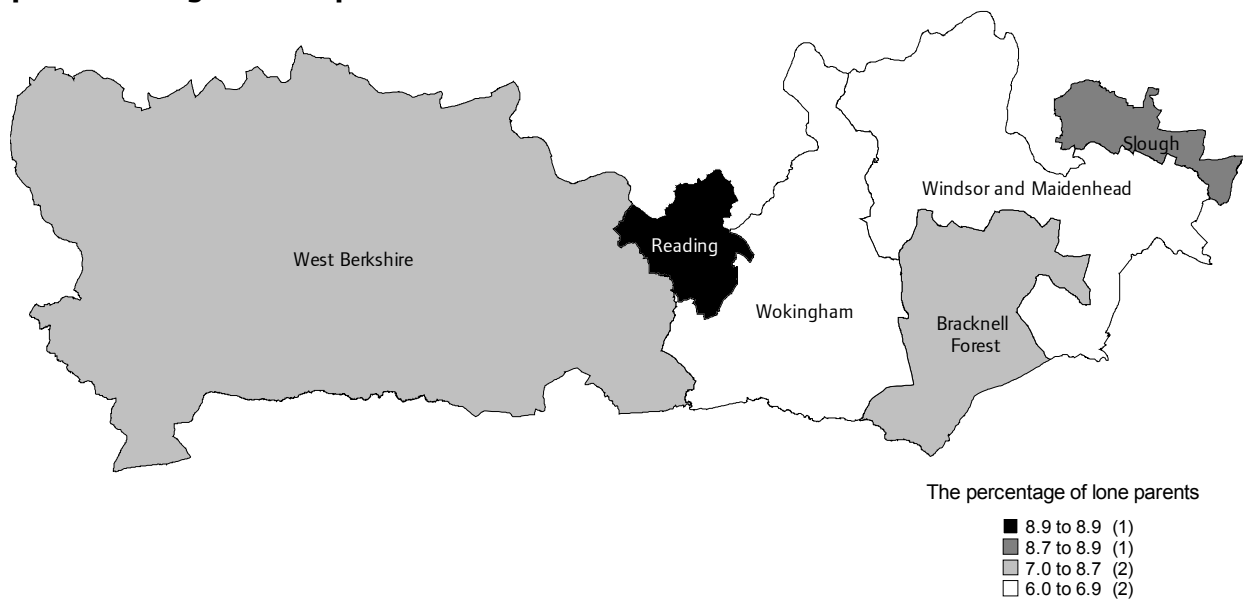 Slough
Windsor and Maidenhead
Reading
West Berkshire
Wokingham
Bracknell
Forest
The percentage of lone parents
8.9 to 8.9 (1)
8.7 to 8.9 (1)
7.0 to 8.7 (2)
6.0 to 6.9 (2)